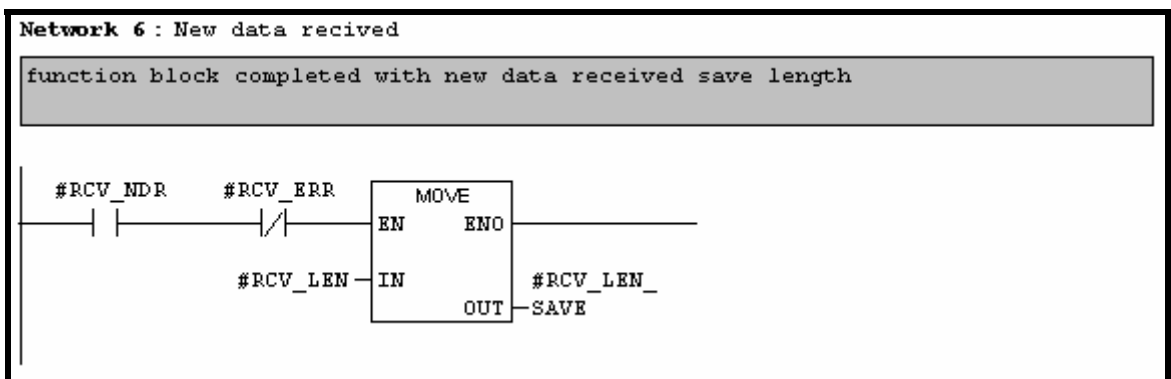 Network 6 : New data recived
function block completed with new data received save length
#RCV_NDR #RCV_ERR
MOVE
EN ENO
#RCV_LEN IN #RCV_LEN_
OUT SAVE